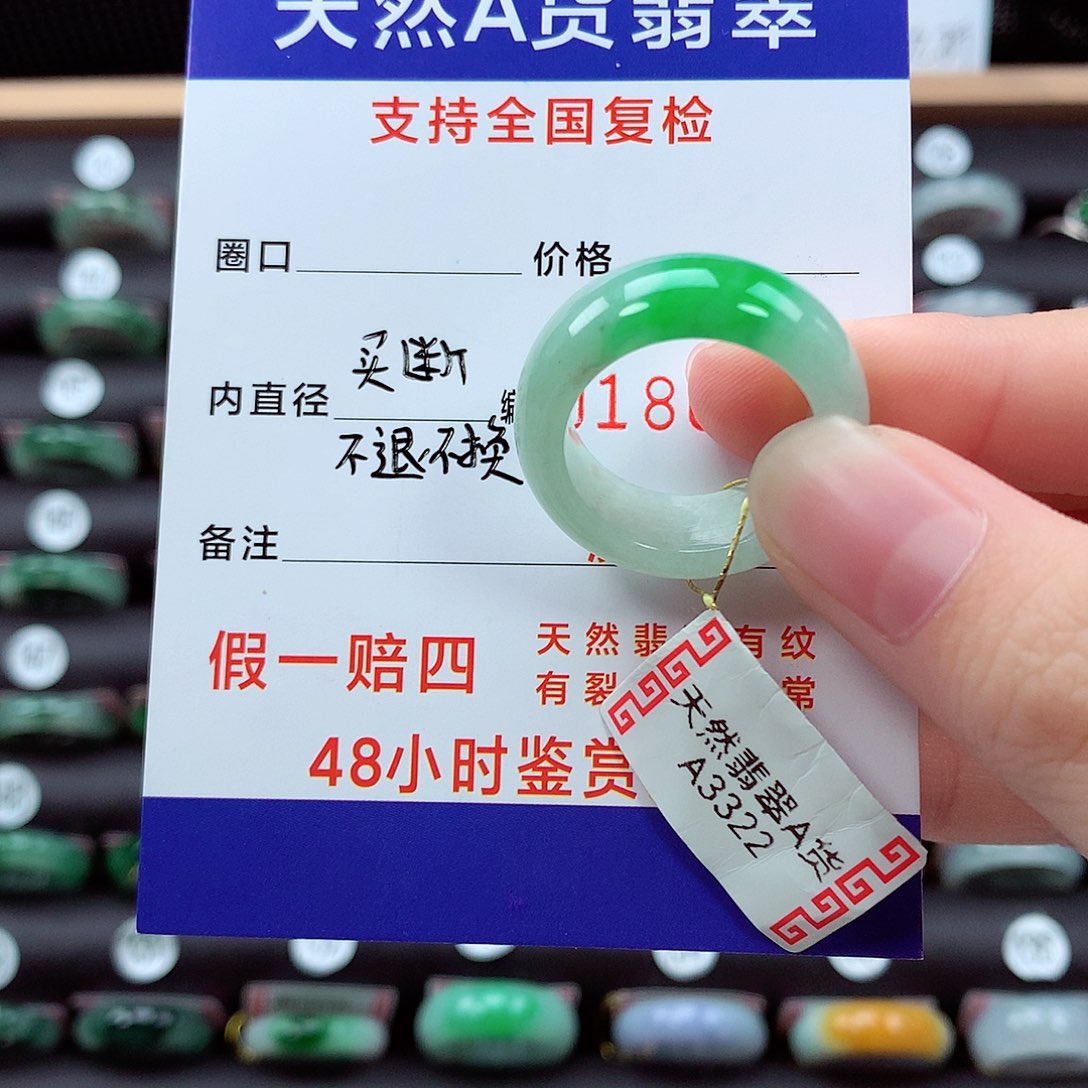 天然A货翡翠
支持全国复检
圈口 价格
买断
内直径 编 0188
不退不换
备注
假一赔四
天然翡 有纹
有裂 常
48小时鉴赏
天然翡翠A货
A3322